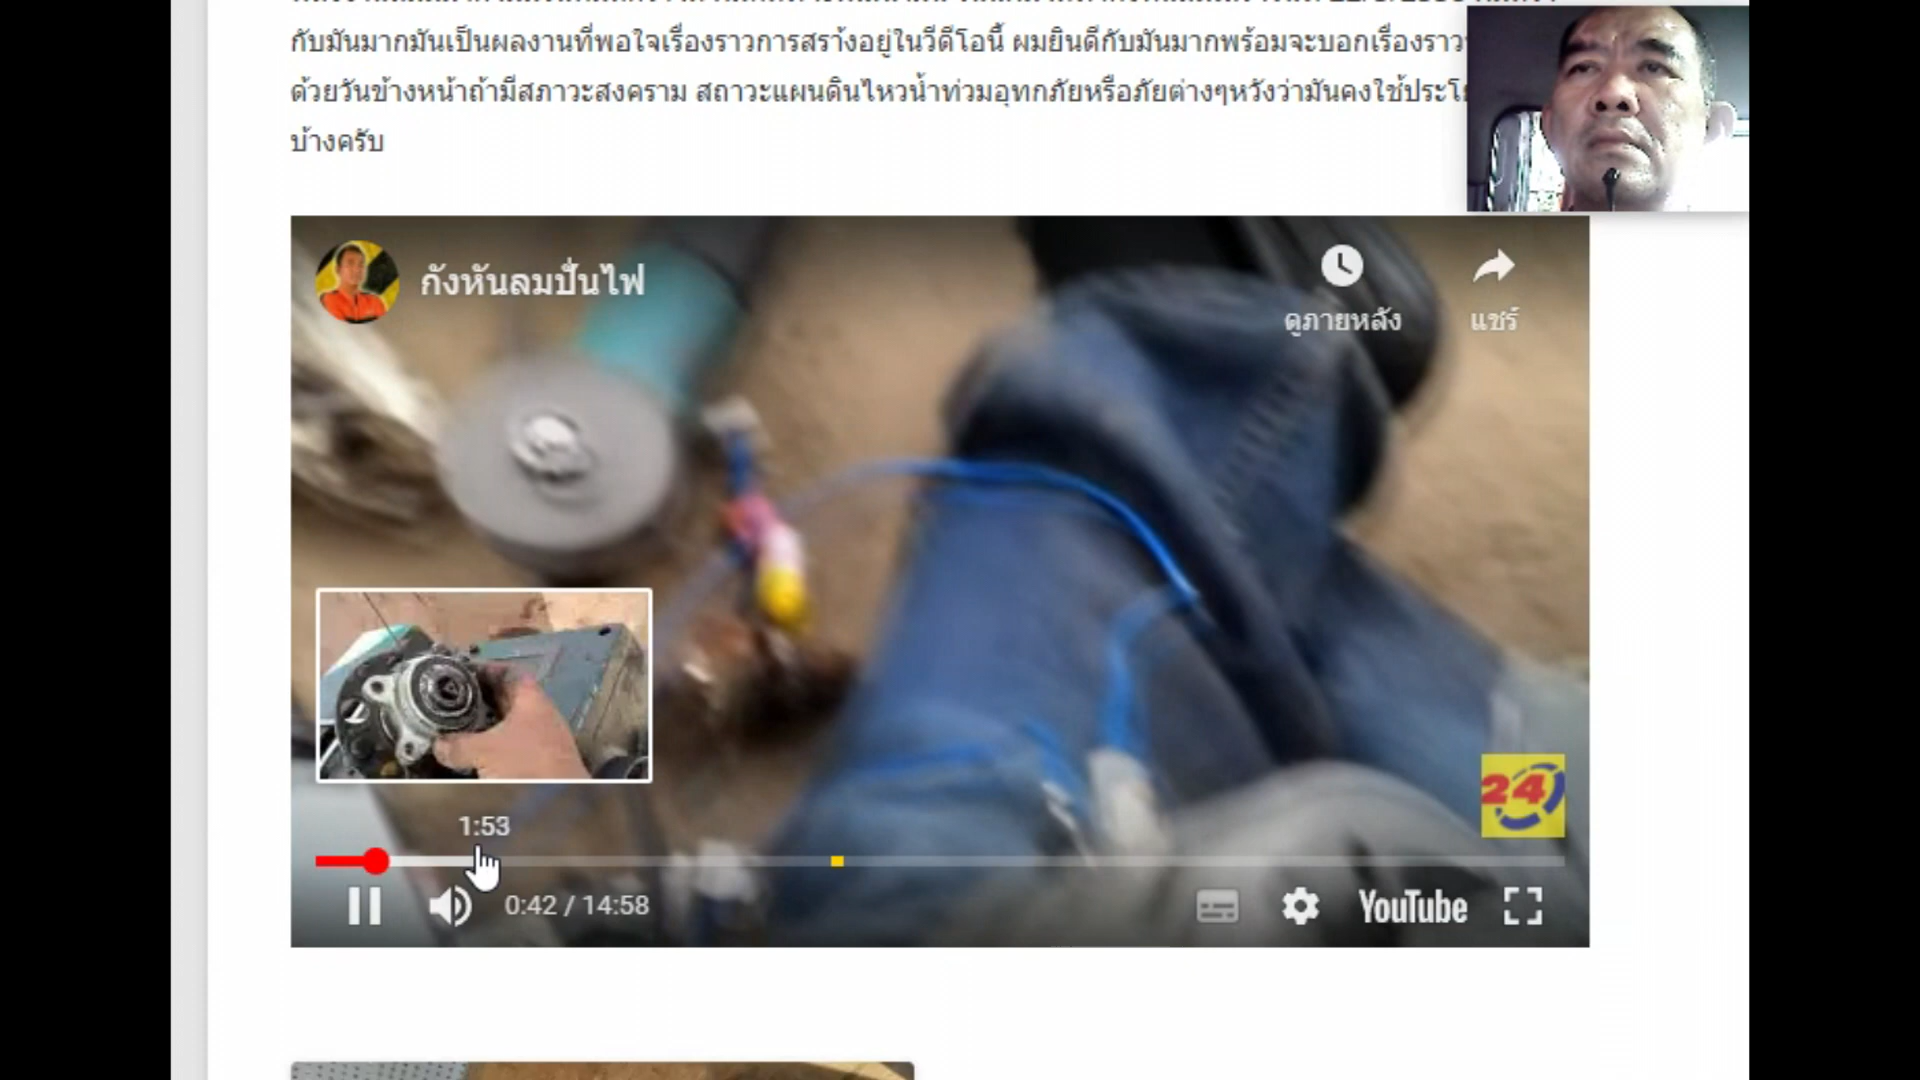 กับมันมากมันเป็นผลงานที่พอใจเรื่องราวการสร้างอยู่ในวีดีโอนี้ ผมยินดีกับมันมากพร้อมจะบอกเรื่องราว
ด้วยวันข้างหน้าถ้ามีสภาวะสงคราม สถาวะแผนดินไหวน้ำท่วมอุทกภัยหรือภัยต่างๆหวังว่ามันคงใช้
บ้างครับ
กังหันลมปั่นไฟ
ดูภายหลัง
แชร์
24
1:53
0:42 / 14:58
YouTube